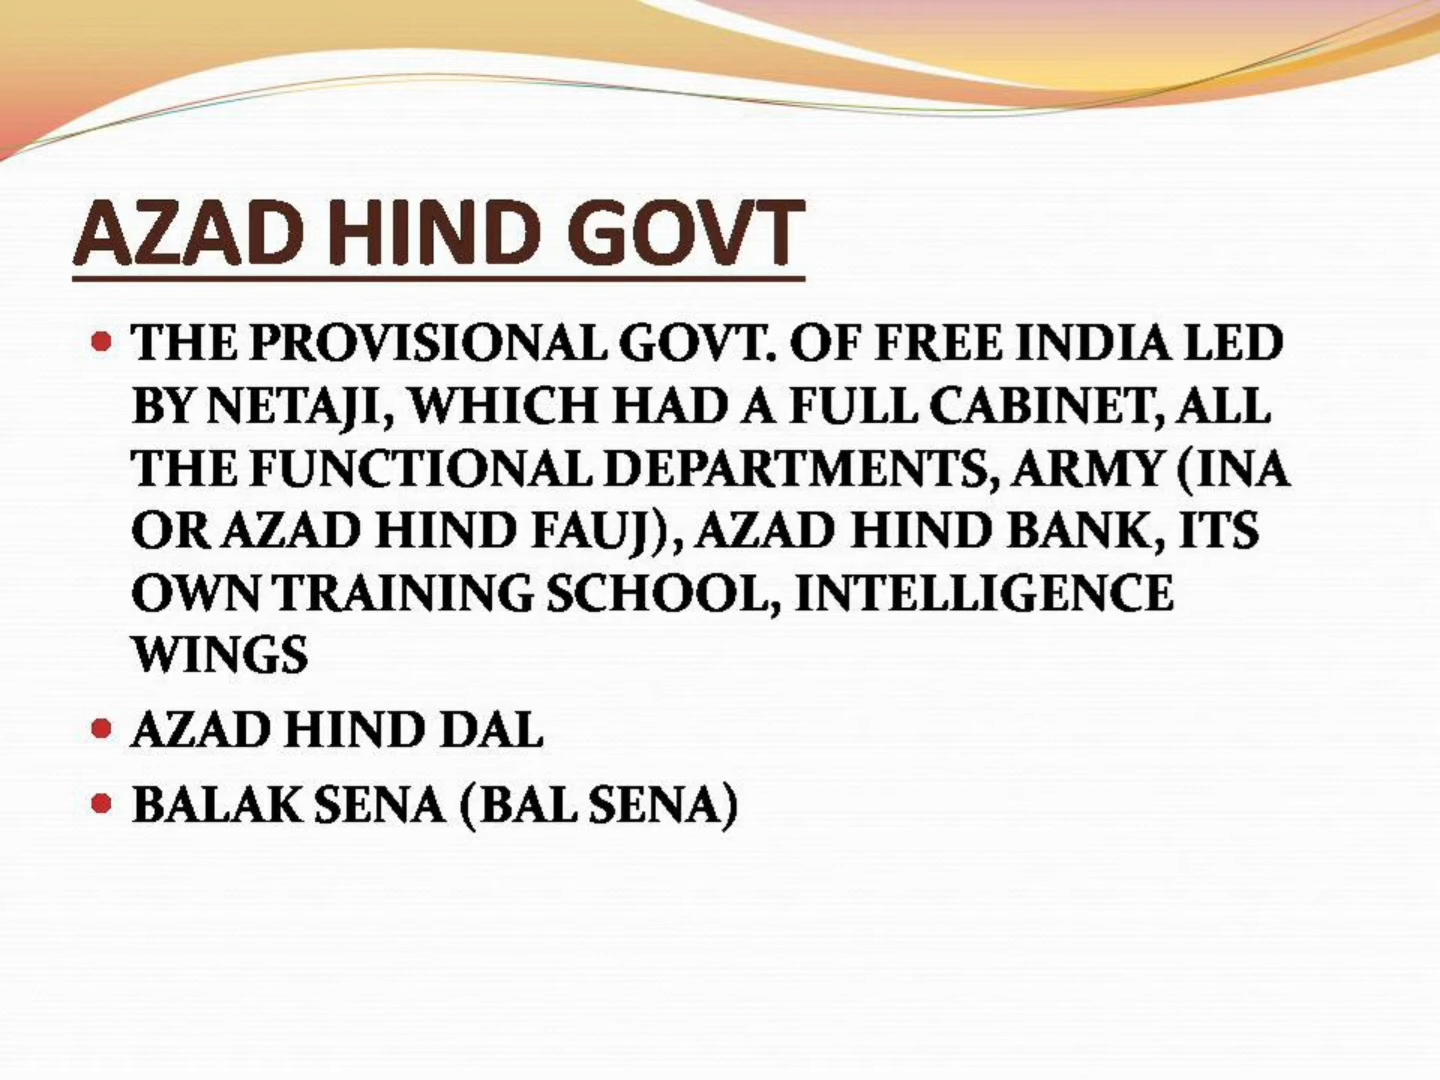 AZAD HIND GOVT
• THE PROVISIONAL GOVT. OF FREE INDIA LED
BY NETAJI, WHICH HAD A FULL CABINET, ALL
THE FUNCTIONAL DEPARTMENTS, ARMY (INA
OR AZAD HIND FAUJ), AZAD HIND BANK, ITS
OWN TRAINING SCHOOL, INTELLIGENCE
WINGS
• AZAD HIND DAL
• BALAK SENA (BAL SENA)